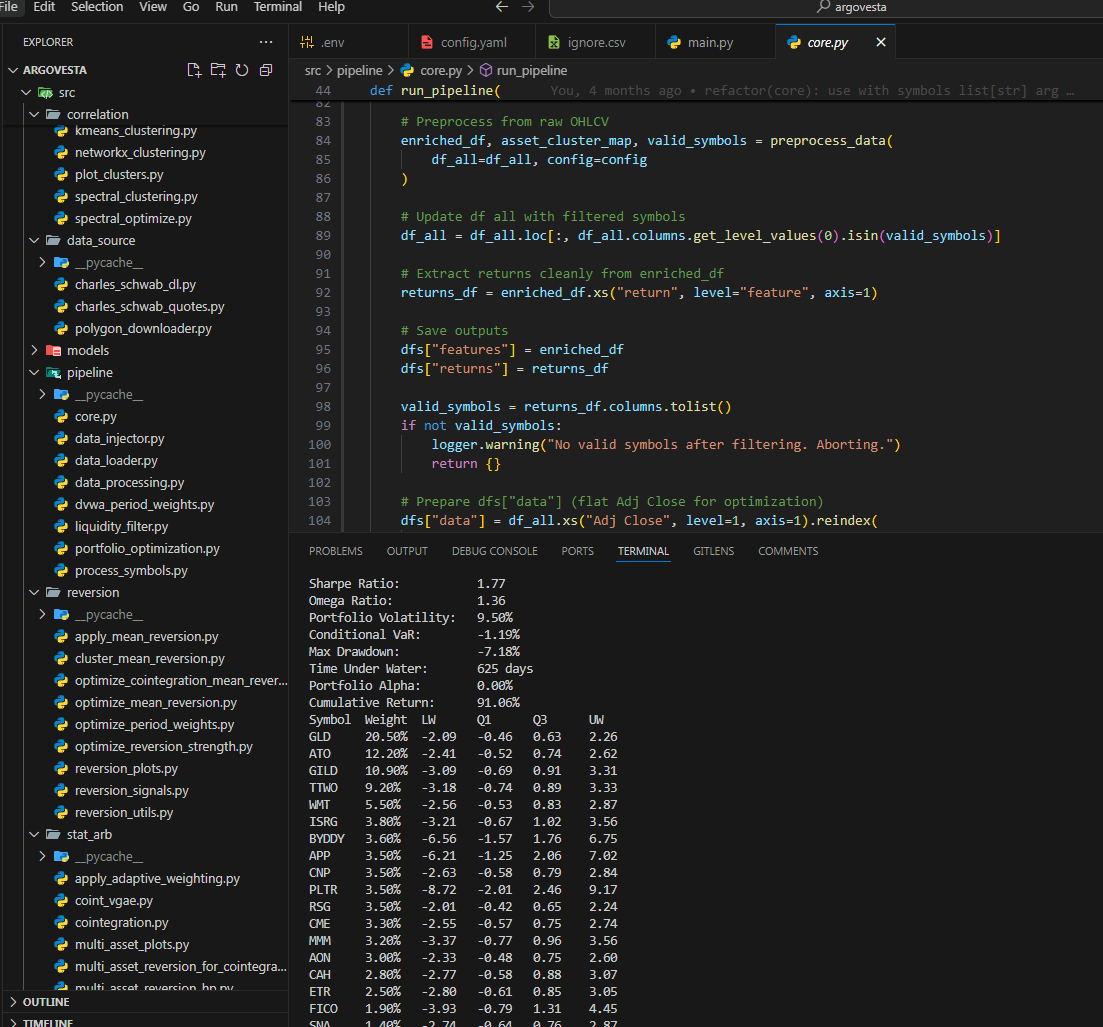 File Edit Selection View Go Run Terminal Help
argovesta
EXPLORER
ARGOVESTA
src
correlation
kmeans_clustering.py
networkx_clustering.py
plot_clusters.py
spectral_clustering.py
spectral_optimize.py
data_source
__pycache__
charles_schwab_dl.py
charles_schwab_quotes.py
polygon_downloader.py
models
pipeline
__pycache__
core.py
data_injector.py
data_loader.py
data_processing.py
dvwa_period_weights.py
liquidity_filter.py
portfolio_optimization.py
process_symbols.py
reversion
__pycache__
apply_mean_reversion.py
cluster_mean_reversion.py
optimize_cointegration_mean_rever...
optimize_mean_reversion.py
optimize_period_weights.py
optimize_reversion_strength.py
reversion_plots.py
reversion_signals.py
reversion_utils.py
stat_arb
__pycache__
apply_adaptive_weighting.py
coint_vgae.py
cointegration.py
multi_asset_plots.py
multi_asset_reversion_for_cointegra...
multi_asset_reversion_hp.py
OUTLINE
TIMELINE
.env config.yaml ignore.csv main.py core.py
src > pipeline > core.py > run_pipeline
44 def run_pipeline( You, 4 months ago • refactor(core): use with symbols list[str] arg …
82
83 # Preprocess from raw OHLCV
84 enriched_df, asset_cluster_map, valid_symbols = preprocess_data(
85 df_all=df_all, config=config
86 )
87
88 # Update df all with filtered symbols
89 df_all = df_all.loc[:, df_all.columns.get_level_values(0).isin(valid_symbols)]
90
91 # Extract returns cleanly from enriched_df
92 returns_df = enriched_df.xs("return", level="feature", axis=1)
93
94 # Save outputs
95 dfs["features"] = enriched_df
96 dfs["returns"] = returns_df
97
98 valid_symbols = returns_df.columns.tolist()
99 if not valid_symbols:
100 logger.warning("No valid symbols after filtering. Aborting.")
101 return {}
102
103 # Prepare dfs["data"] (flat Adj Close for optimization)
104 dfs["data"] = df_all.xs("Adj Close", level=1, axis=1).reindex(
PROBLEMS OUTPUT DEBUG CONSOLE PORTS TERMINAL GITLENS COMMENTS
Sharpe Ratio: 1.77
Omega Ratio: 1.36
Portfolio Volatility: 9.50%
Conditional VaR: -1.19%
Max Drawdown: -7.18%
Time Under Water: 625 days
Portfolio Alpha: 0.00%
Cumulative Return: 91.06%
Symbol Weight LW Q1 Q3 UW
GLD 20.50% -2.09 -0.46 0.63 2.26
ATO 12.20% -2.41 -0.52 0.74 2.62
GILD 10.90% -3.09 -0.69 0.91 3.31
TTWO 9.20% -3.18 -0.74 0.89 3.33
WMT 5.50% -2.56 -0.53 0.83 2.87
ISRG 3.80% -3.21 -0.67 1.02 3.56
BYDDY 3.60% -6.56 -1.57 1.76 6.75
APP 3.50% -6.21 -1.25 2.06 7.02
CNP 3.50% -2.63 -0.58 0.79 2.84
PLTR 3.50% -8.72 -2.01 2.46 9.17
RSG 3.50% -2.01 -0.42 0.65 2.24
CME 3.30% -2.55 -0.57 0.75 2.74
MMM 3.20% -3.37 -0.77 0.96 3.56
AON 3.00% -2.33 -0.48 0.75 2.60
CAH 2.80% -2.77 -0.58 0.88 3.07
ETR 2.50% -2.80 -0.61 0.85 3.05
FICO 1.90% -3.93 -0.79 1.31 4.45
SNA 1.40% -2.74 -0.64 0.76 2.87